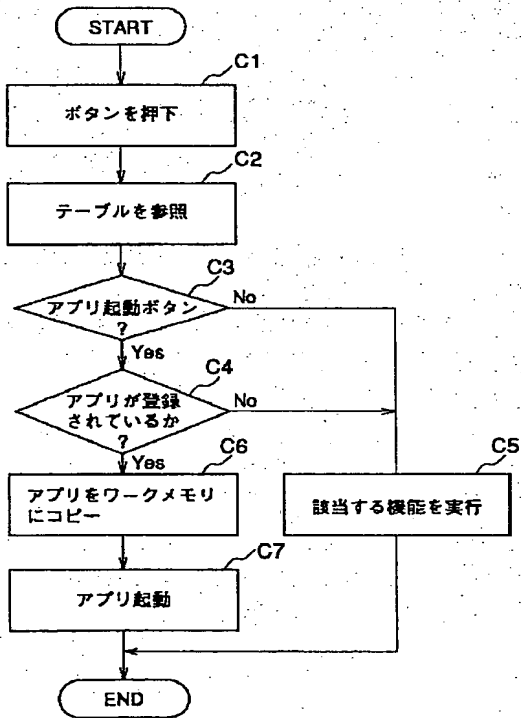 START
C1
ボタンを押下
C2
テーブルを参照
C3
アプリ起動ボタン
?
No
Yes
C4
アプリが登録
されているか
?
No
Yes
C6
アプリをワークメモリ
にコピー
C5
該当する機能を実行
C7
アプリ起動
END